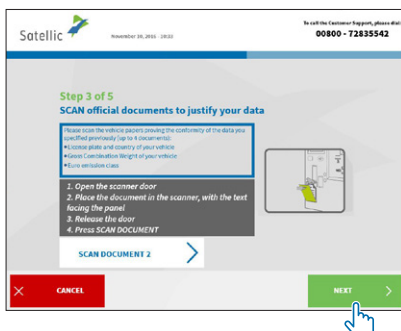 Satellic
November 20, 2015 - 20:33
To call the Customer Support, please dial:
00800 - 72835542
Step 3 of 5
SCAN official documents to justify your data
Please scan the vehicle papers proving the conformity of the data you
specified previously (up to 4 documents):
▪License plate and country of your vehicle
▪Gross Combination Weight of your vehicle
▪Euro emission class
1. Open the scanner door
2. Place the document in the scanner, with the text
facing the panel
3. Release the door
4. Press SCAN DOCUMENT
SCAN DOCUMENT 2
CANCEL
NEXT